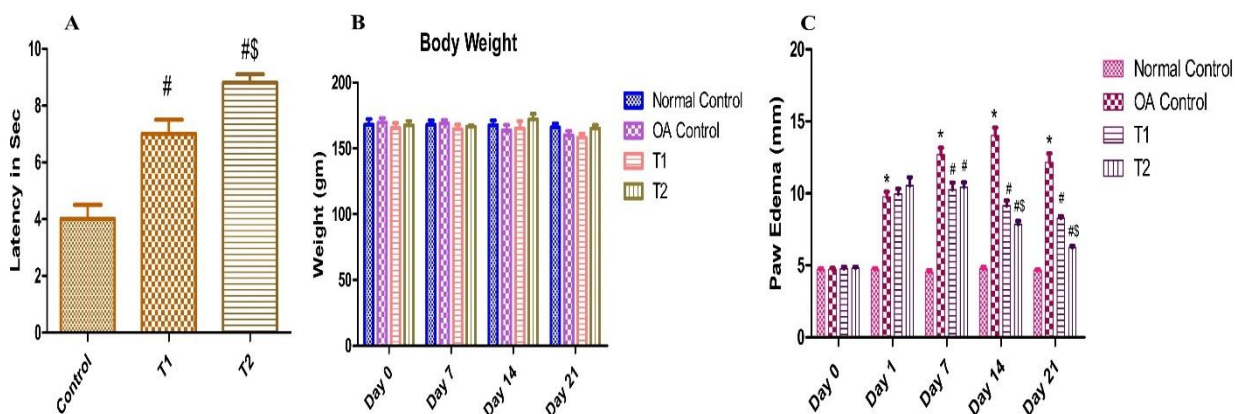 A
Latency in Sec
10
8
6
4
2
0
#
#$
Control
T1
T2
B
Body Weight
Weight (gm)
200
150
100
50
0
Day 0
Day 7
Day 14
Day 21
Normal Control
OA Control
T1
T2
C
Paw Edema (mm)
20
15
10
5
0
*
*
# #
*
#
#$
*
#
#$
Day 0
Day 1
Day 7
Day 14
Day 21
Normal Control
OA Control
T1
T2